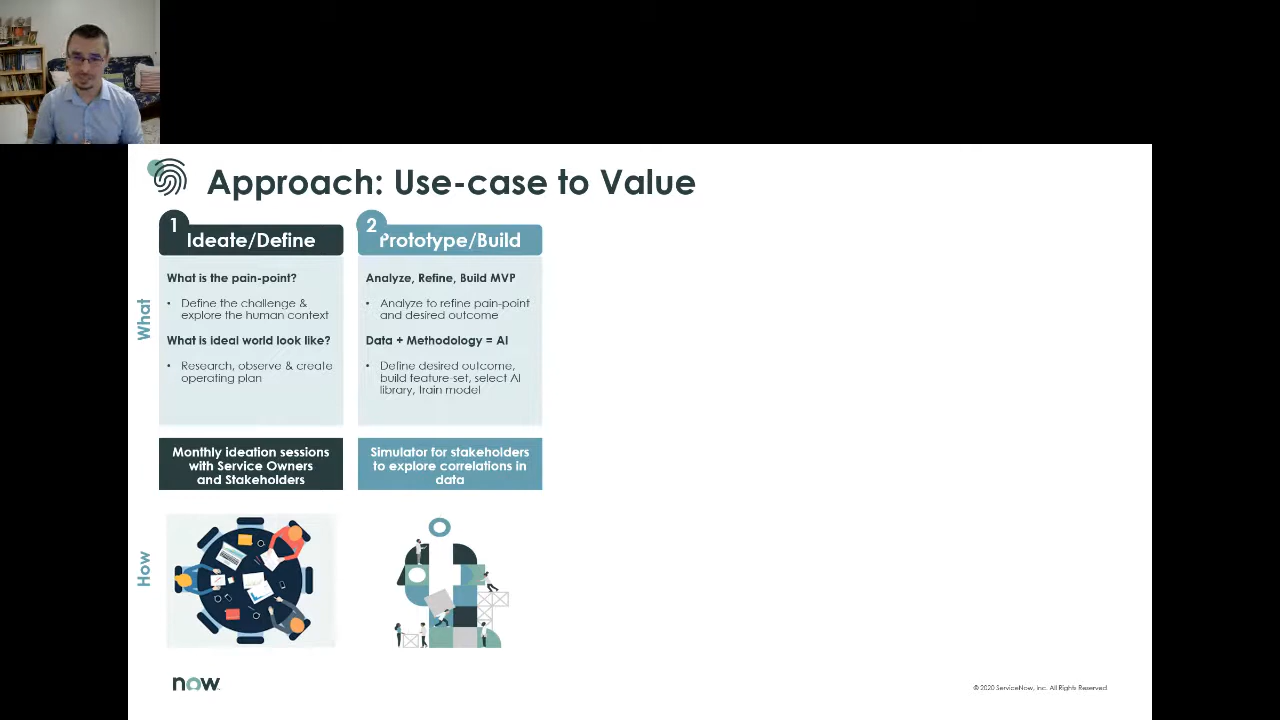 Approach: Use-case to Value
1
Ideate/Define
What
What is the pain-point?
• Define the challenge &
explore the human context
What is ideal world look like?
• Research, observe & create
operating plan
Monthly ideation sessions
with Service Owners
and Stakeholders
2
Prototype/Build
Analyze, Refine, Build MVP
• Analyze to refine pain-point
and desired outcome
Data + Methodology = AI
• Define desired outcome,
build feature-set, select AI
library, train model
Simulator for stakeholders
to explore correlations in
data
How
now
© 2020 ServiceNow, Inc. All Rights Reserved